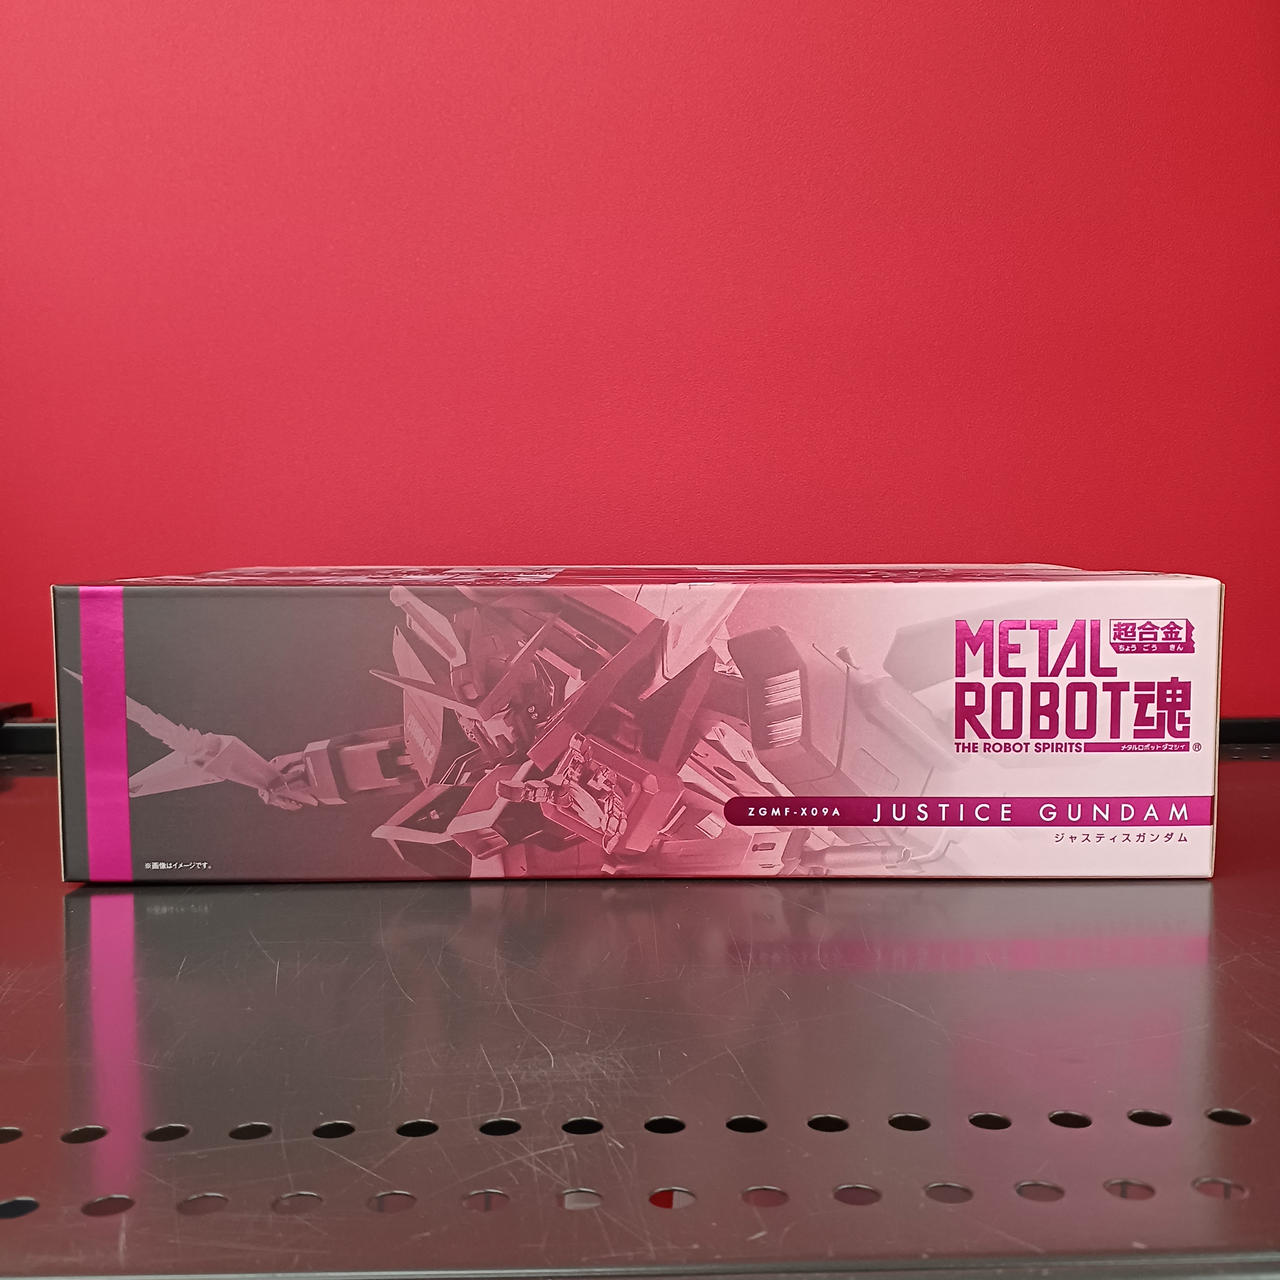 METAL 超合金
ちょうごうきん
ROBOT魂
THE ROBOT SPIRITS メタルロボットダマシイ ®
ZGMF-X09A JUSTICE GUNDAM
ジャスティスガンダム
※画像はイメージです。